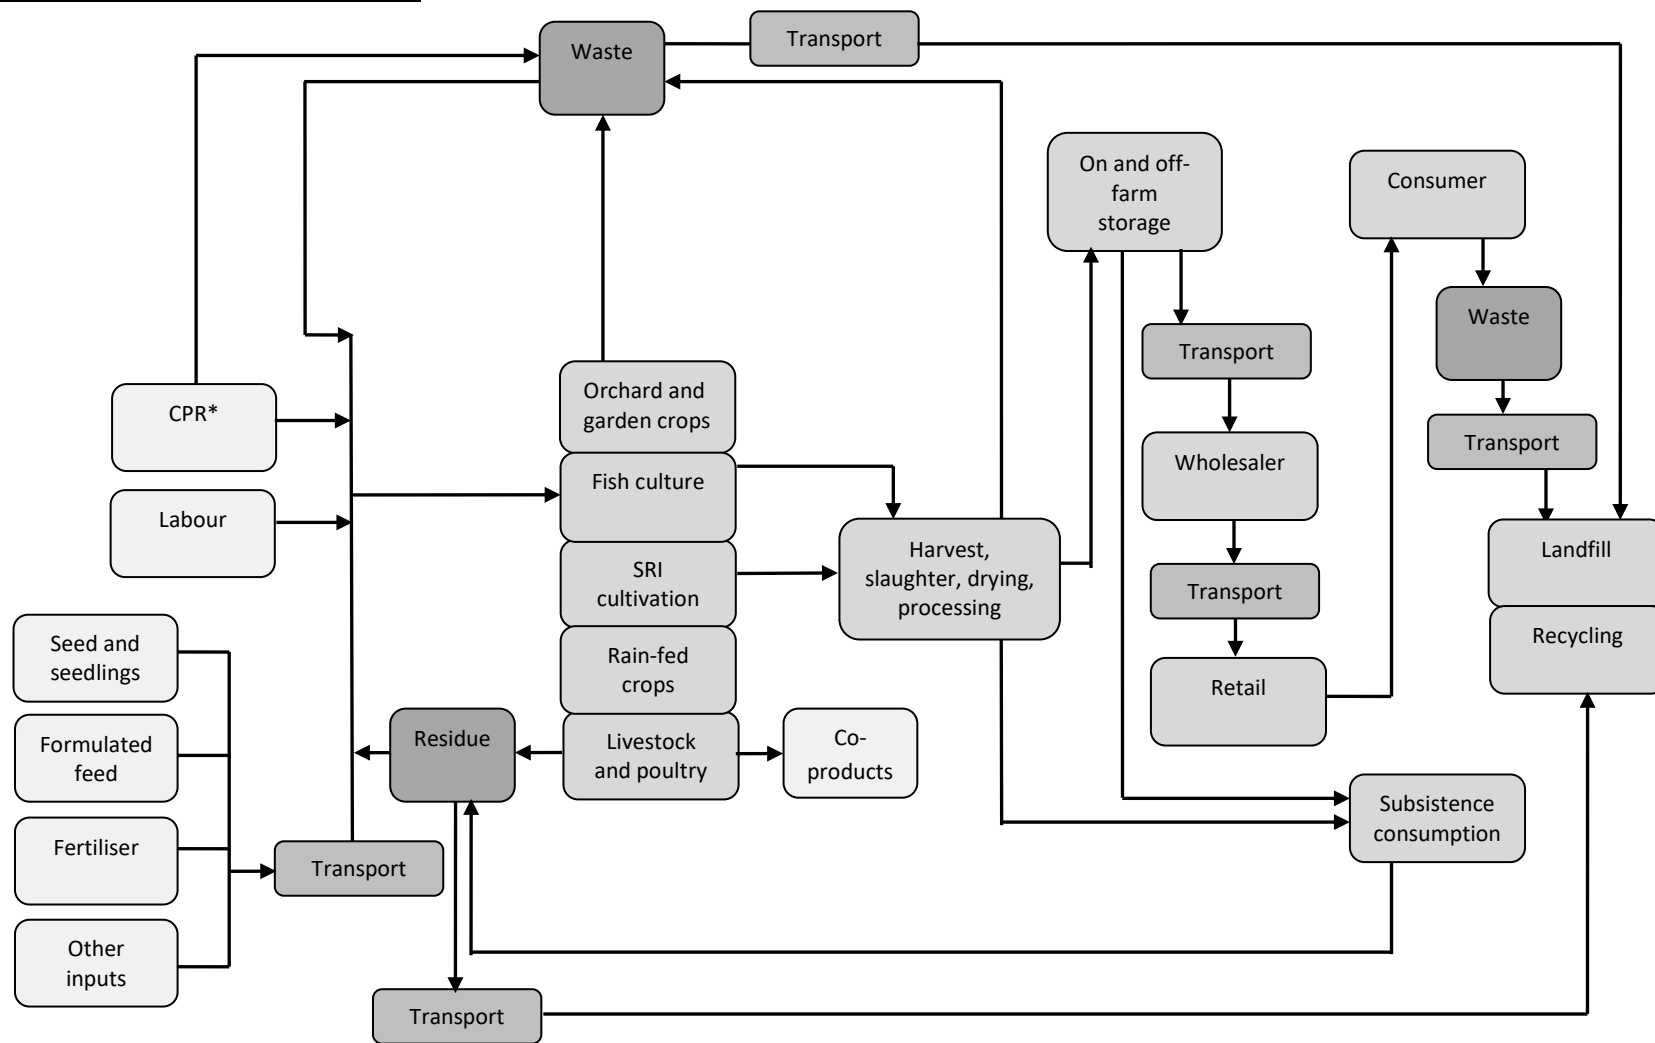 Waste
Transport
On and off-
farm
storage
Consumer
Waste
Transport
Orchard and
garden crops
CPR*
Transport
Wholesaler
Fish culture
Labour
Harvest,
slaughter, drying,
processing
Landfill
SRI
cultivation
Transport
Recycling
Seed and
seedlings
Rain-fed
crops
Retail
Residue
Livestock
and poultry
Co-
products
Formulated
feed
Subsistence
consumption
Fertiliser
Transport
Other
inputs
Transport